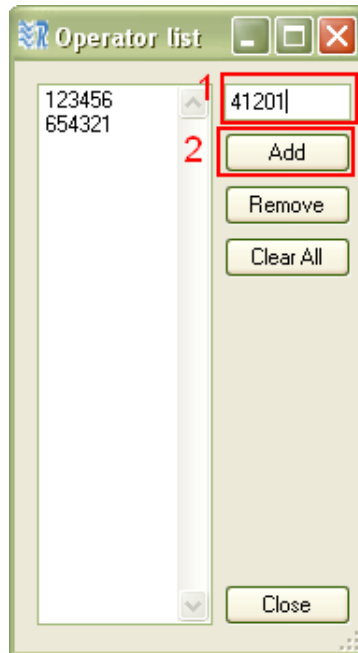 Operator list
123456
654321
1
41201
2
Add
Remove
Clear All
Close